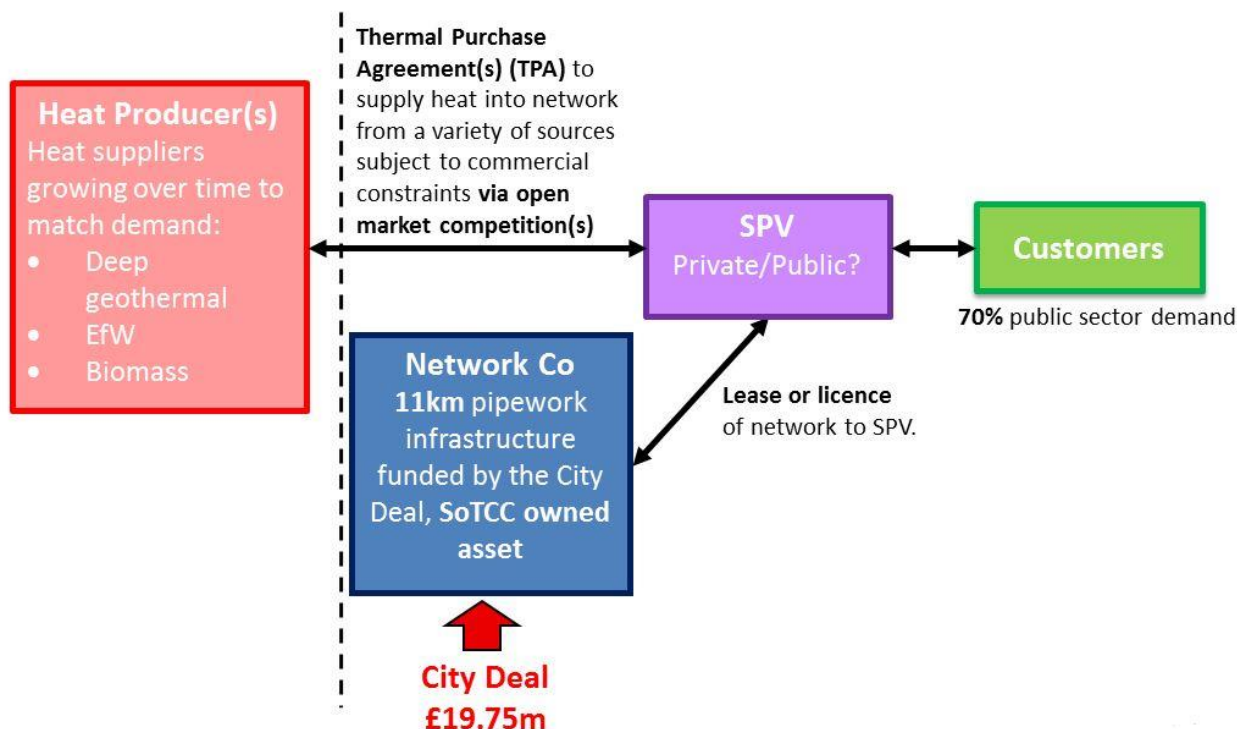 Heat Producer(s)
Heat suppliers
growing over time to
match demand:
• Deep
geothermal
• EfW
• Biomass
Thermal Purchase
Agreement(s) (TPA) to
supply heat into network
from a variety of sources
subject to commercial
constraints via open
market competition(s)
SPV
Private/Public?
Customers
70% public sector demand
Network Co
11km pipework
infrastructure
funded by the City
Deal, SoTCC owned
asset
Lease or licence
of network to SPV.
City Deal
£19.75m